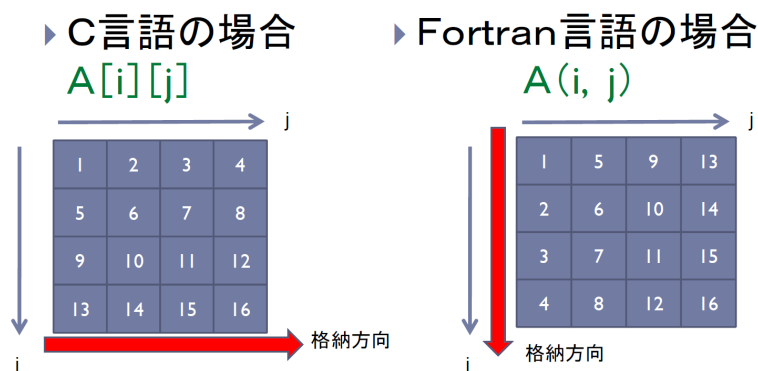 ▶ C言語の場合
A[i][j]
j
1 2 3 4
5 6 7 8
9 10 11 12
13 14 15 16
i
格納方向
▶ Fortran言語の場合
A(i, j)
j
1 5 9 13
2 6 10 14
3 7 11 15
4 8 12 16
i
格納方向